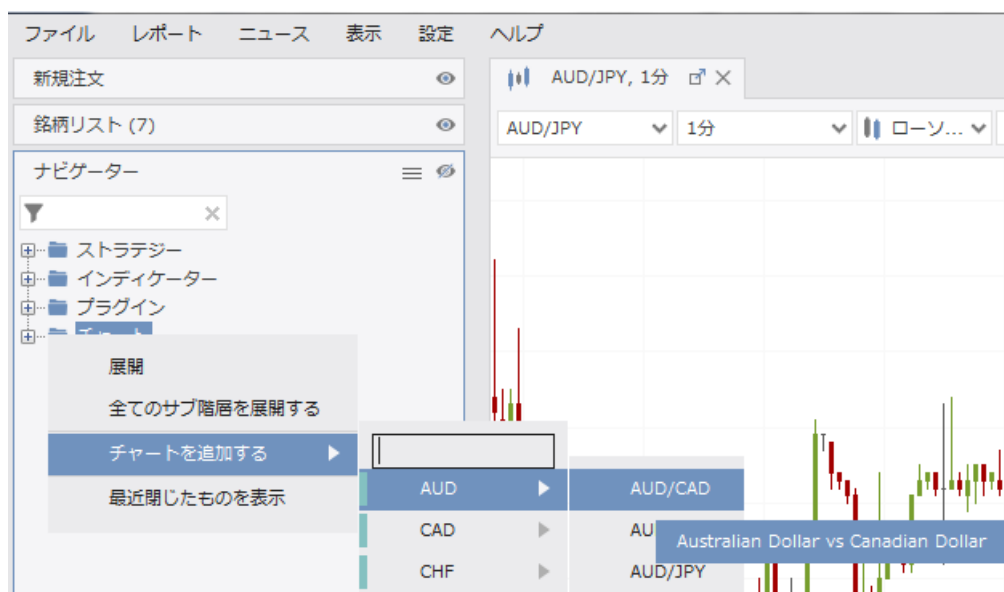 ファイル レポート ニュース 表示 設定 ヘルプ
新規注文
AUD/JPY, 1分
銘柄リスト (7)
AUD/JPY 1分 ローソ...
ナビゲーター
ストラテジー
インディケーター
プラグイン
チャート
展開
全てのサブ階層を展開する
チャートを追加する
最近閉じたものを表示
AUD AUD/CAD
CAD AU
Australian Dollar vs Canadian Dollar
CHF AUD/JPY